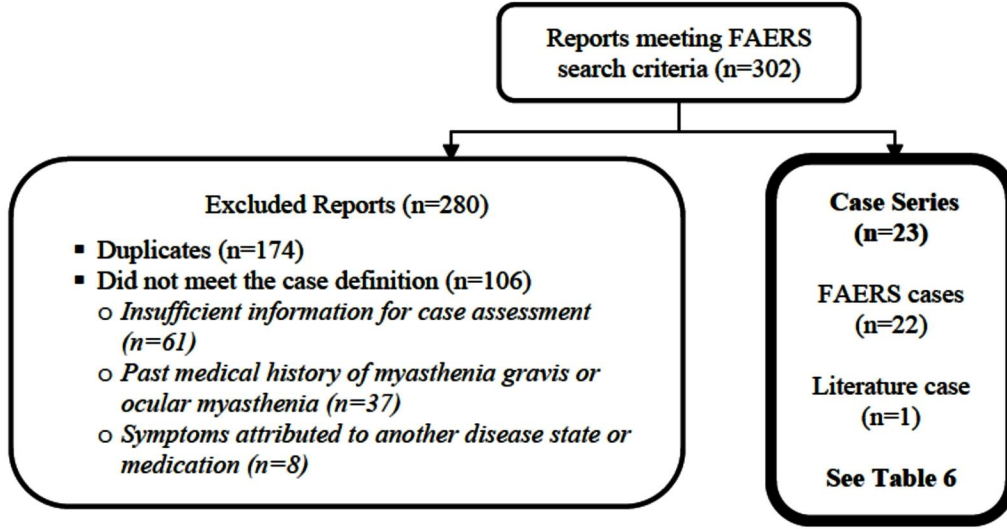 Reports meeting FAERS
search criteria (n=302)
Excluded Reports (n=280)
▪ Duplicates (n=174)
▪ Did not meet the case definition (n=106)
o Insufficient information for case assessment
(n=61)
o Past medical history of myasthenia gravis or
ocular myasthenia (n=37)
o Symptoms attributed to another disease state or
medication (n=8)
Case Series
(n=23)
FAERS cases
(n=22)
Literature case
(n=1)
See Table 6